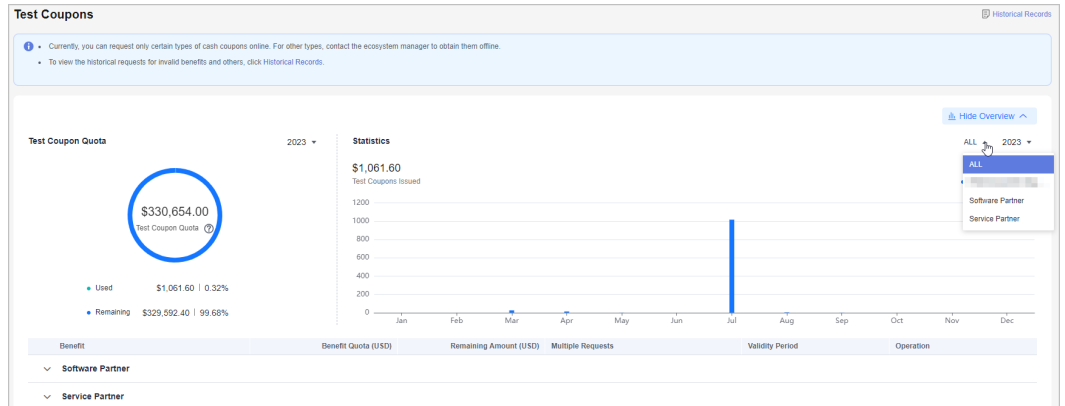 Test Coupons
Historical Records
Currently, you can request only certain types of cash coupons online. For other types, contact the ecosystem manager to obtain them offline.
To view the historical requests for invalid benefits and others, click Historical Records.
Hide Overview
Test Coupon Quota
2023
Statistics
ALL
2023
$1,061.60
Test Coupons Issued
ALL
Software Partner
Service Partner
$330,654.00
Test Coupon Quota
Used $1,061.60 | 0.32%
Remaining $329,592.40 | 99.68%
1200
1000
800
600
400
200
0
Jan Feb Mar Apr May Jun Jul Aug Sep Oct Nov Dec
Benefit Benefit Quota (USD) Remaining Amount (USD) Multiple Requests Validity Period Operation
Software Partner
Service Partner